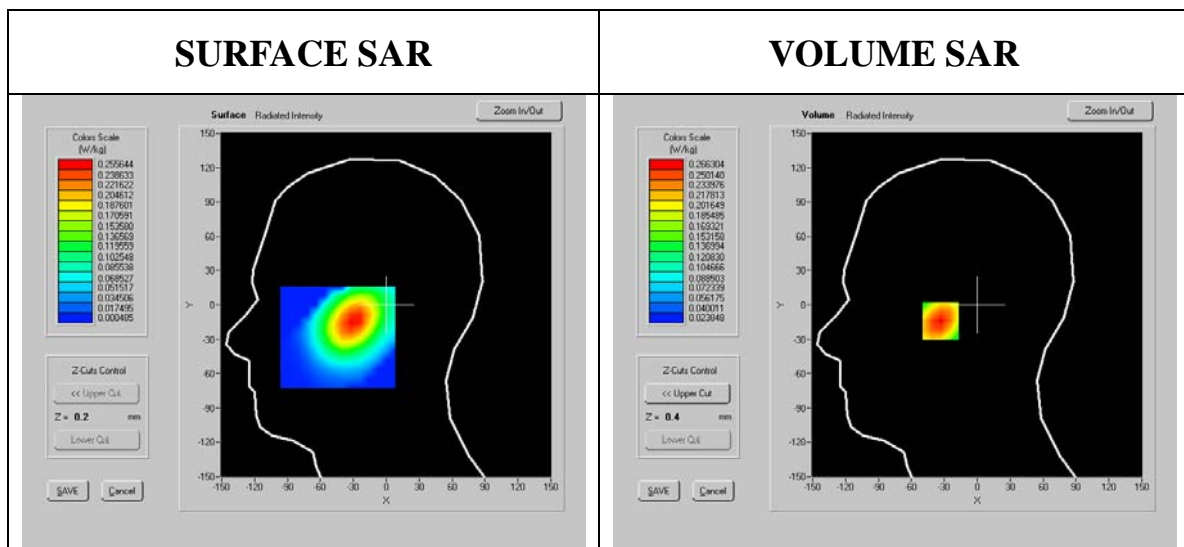 SURFACE SAR
VOLUME SAR
Surface Radiated Intensity
Zoom In/Out
Colors Scale
(W/kg)
0.255644
0.238633
0.221622
0.204612
0.187601
0.170591
0.153580
0.136569
0.119559
0.102548
0.085538
0.068527
0.051517
0.034506
0.017495
0.000485
Z-Cuts Control
<< Upper Cut
Z = 0.2 mm
Lower Cut
SAVE
Cancel
150
120
90
60
30
0
-30
-60
-90
-120
-150
Y
-150 -120 -90 -60 -30 0 30 60 90 120 150
X
Volume Radiated Intensity
Zoom In/Out
Colors Scale
(W/kg)
0.266304
0.250140
0.233976
0.217813
0.201649
0.185485
0.169321
0.153158
0.136994
0.120830
0.104666
0.088503
0.072339
0.056175
0.040011
0.023848
Z-Cuts Control
<< Upper Cut
Z = 0.4 mm
Lower Cut
SAVE
Cancel
150
120
90
60
30
0
-30
-60
-90
-120
-150
Y
-150 -120 -90 -60 -30 0 30 60 90 120 150
X